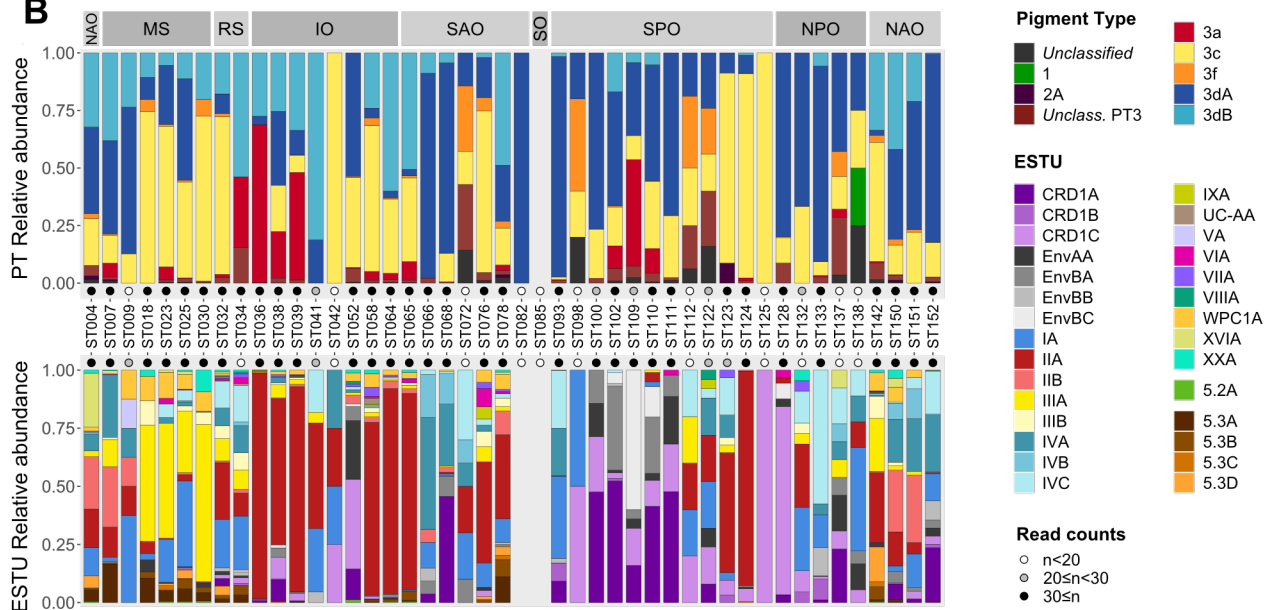 B
NAO MS RS IO SAO SO SPO NPO NAO
PT Relative abundance
1.00
0.75
0.50
0.25
0.00
ST004 ST007 ST009 ST018 ST023 ST025 ST030 ST032 ST034 ST036 ST038 ST039 ST041 ST042 ST052 ST058 ST064 ST065 ST066 ST068 ST072 ST076 ST078 ST082 ST085 ST093 ST098 ST100 ST102 ST109 ST110 ST111 ST112 ST122 ST123 ST124 ST125 ST128 ST132 ST133 ST137 ST138 ST142 ST150 ST151 ST152
ESTU Relative abundance
1.00
0.75
0.50
0.25
0.00
Pigment Type
Unclassified
1
2A
Unclass. PT3
3a
3c
3f
3dA
3dB
ESTU
CRD1A
CRD1B
CRD1C
EnvAA
EnvBA
EnvBB
EnvBC
IA
IIA
IIB
IIIA
IIIB
IVA
IVB
IVC
IXA
UC-AA
VA
VIA
VIIA
VIIIA
WPC1A
XVIA
XXA
5.2A
5.3A
5.3B
5.3C
5.3D
Read counts
n<20
20≤n<30
30≤n